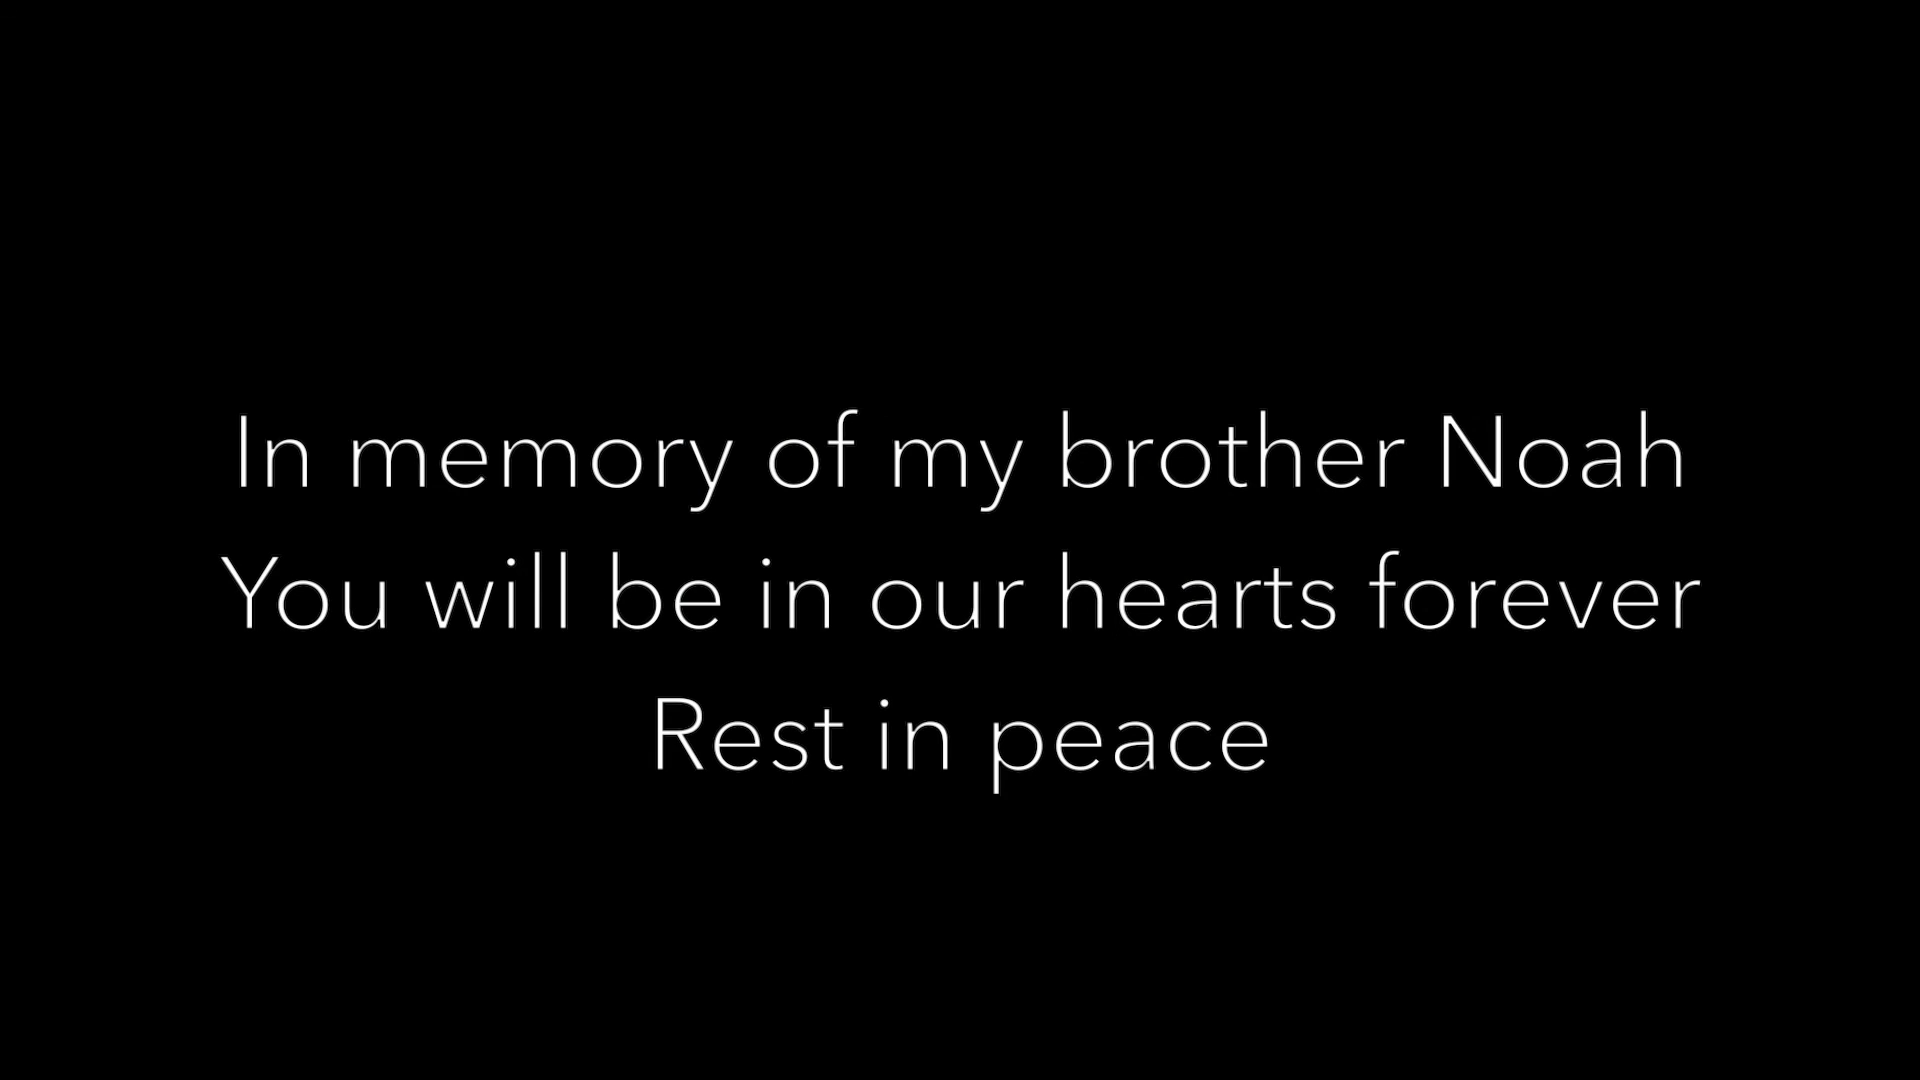 In memory of my brother Noah
You will be in our hearts forever
Rest in peace